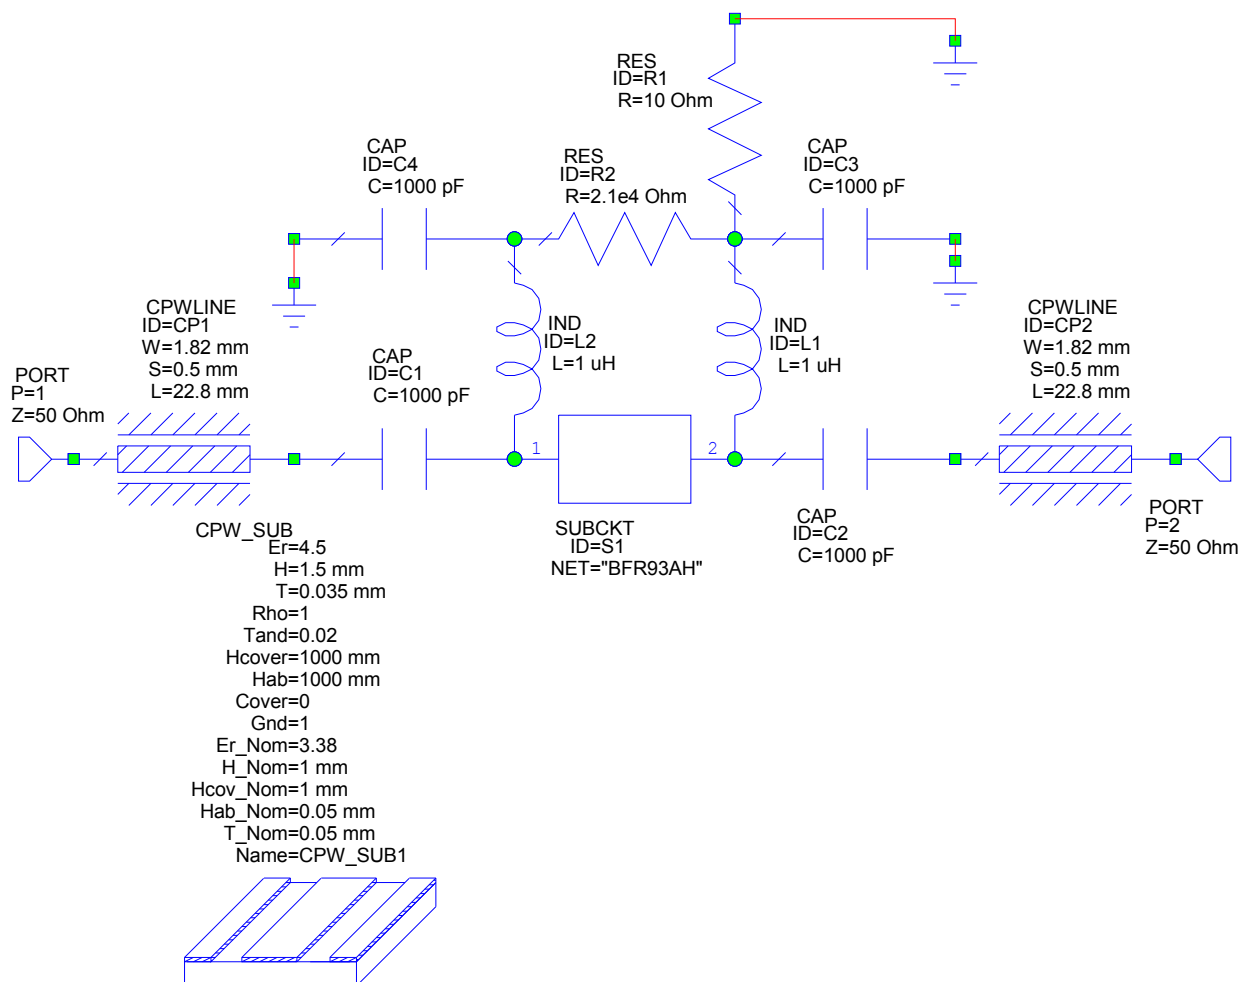 RES
ID=R1
R=10 Ohm
CAP
ID=C4
C=1000 pF
RES
ID=R2
R=2.1e4 Ohm
CAP
ID=C3
C=1000 pF
CPWLINE
ID=CP1
W=1.82 mm
S=0.5 mm
L=22.8 mm
IND
ID=L2
L=1 uH
IND
ID=L1
L=1 uH
CPWLINE
ID=CP2
W=1.82 mm
S=0.5 mm
L=22.8 mm
CAP
ID=C1
C=1000 pF
PORT
P=1
Z=50 Ohm
1
2
SUBCKT
ID=S1
NET="BFR93AH"
CAP
ID=C2
C=1000 pF
PORT
P=2
Z=50 Ohm
CPW_SUB
Er=4.5
H=1.5 mm
T=0.035 mm
Rho=1
Tand=0.02
Hcover=1000 mm
Hab=1000 mm
Cover=0
Gnd=1
Er_Nom=3.38
H_Nom=1 mm
Hcov_Nom=1 mm
Hab_Nom=0.05 mm
T_Nom=0.05 mm
Name=CPW_SUB1